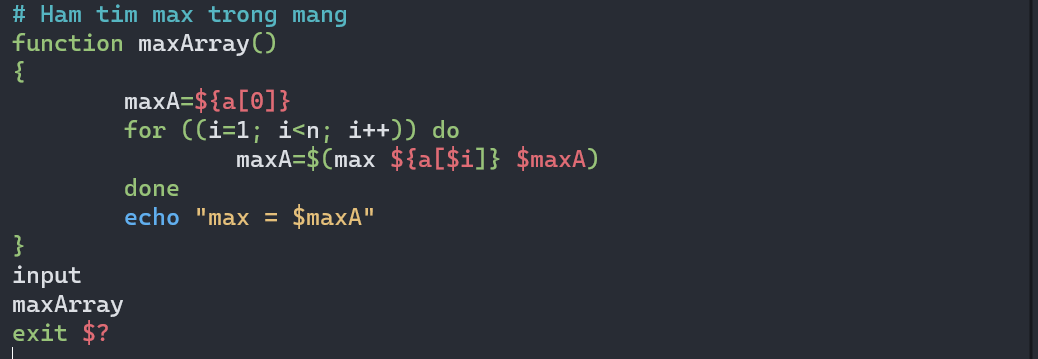 # Ham tim max trong mang
function maxArray()
{
        maxA=${a[0]}
        for ((i=1; i<n; i++)) do
                maxA=$(max ${a[$i]} $maxA)
        done
        echo "max = $maxA"
}
input
maxArray
exit $?